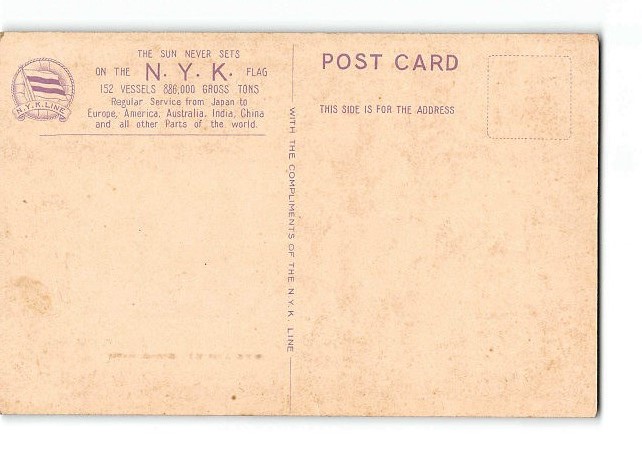 THE SUN NEVER SETS
ON THE N. Y. K. FLAG
152 VESSELS 886,000 GROSS TONS
Regular Service from Japan to
Europe, America, Australia, India, China
and all other Parts of the world.
N.Y.K.LINE
WITH THE COMPLIMENTS OF THE N.Y.K. LINE
POST CARD
THIS SIDE IS FOR THE ADDRESS